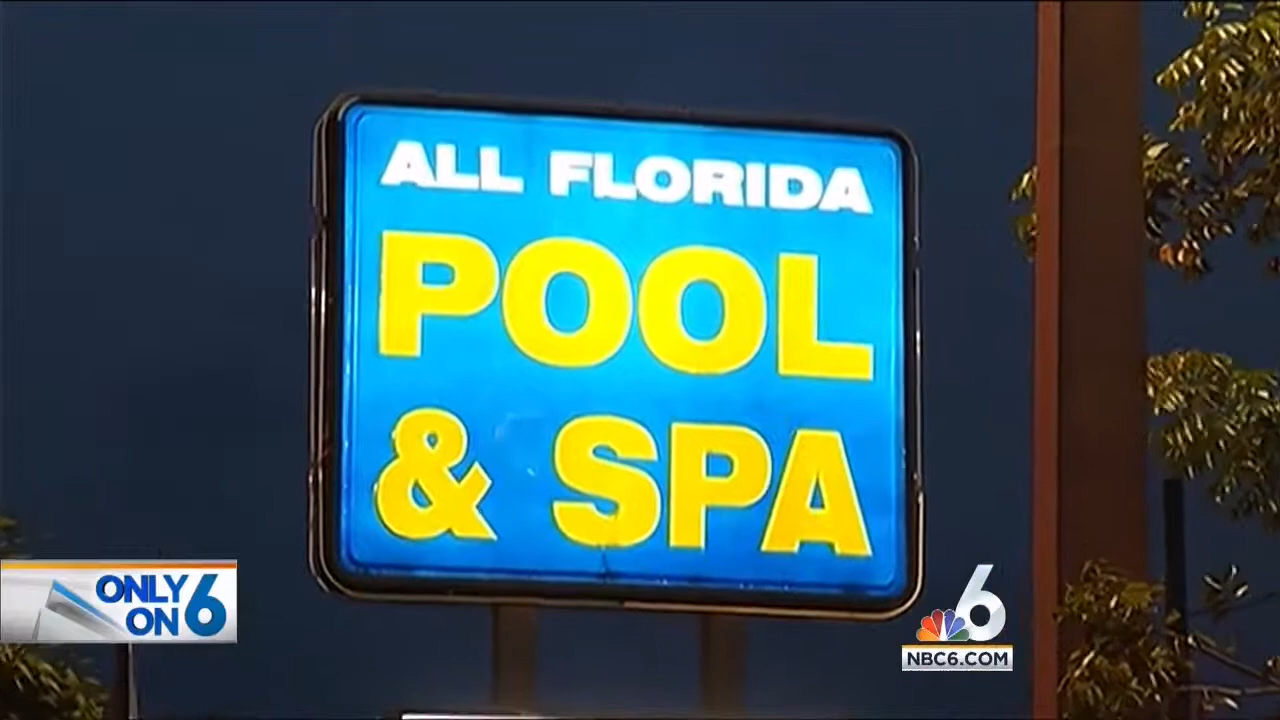 ALL FLORIDA
POOL
& SPA
ONLY
ON 6
6
NBC6.COM